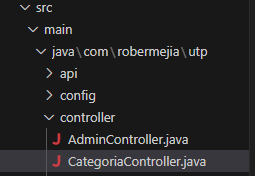 src
main
java\com\robermejia\utp
api
config
controller
J AdminController.java
J CategoriaController.java